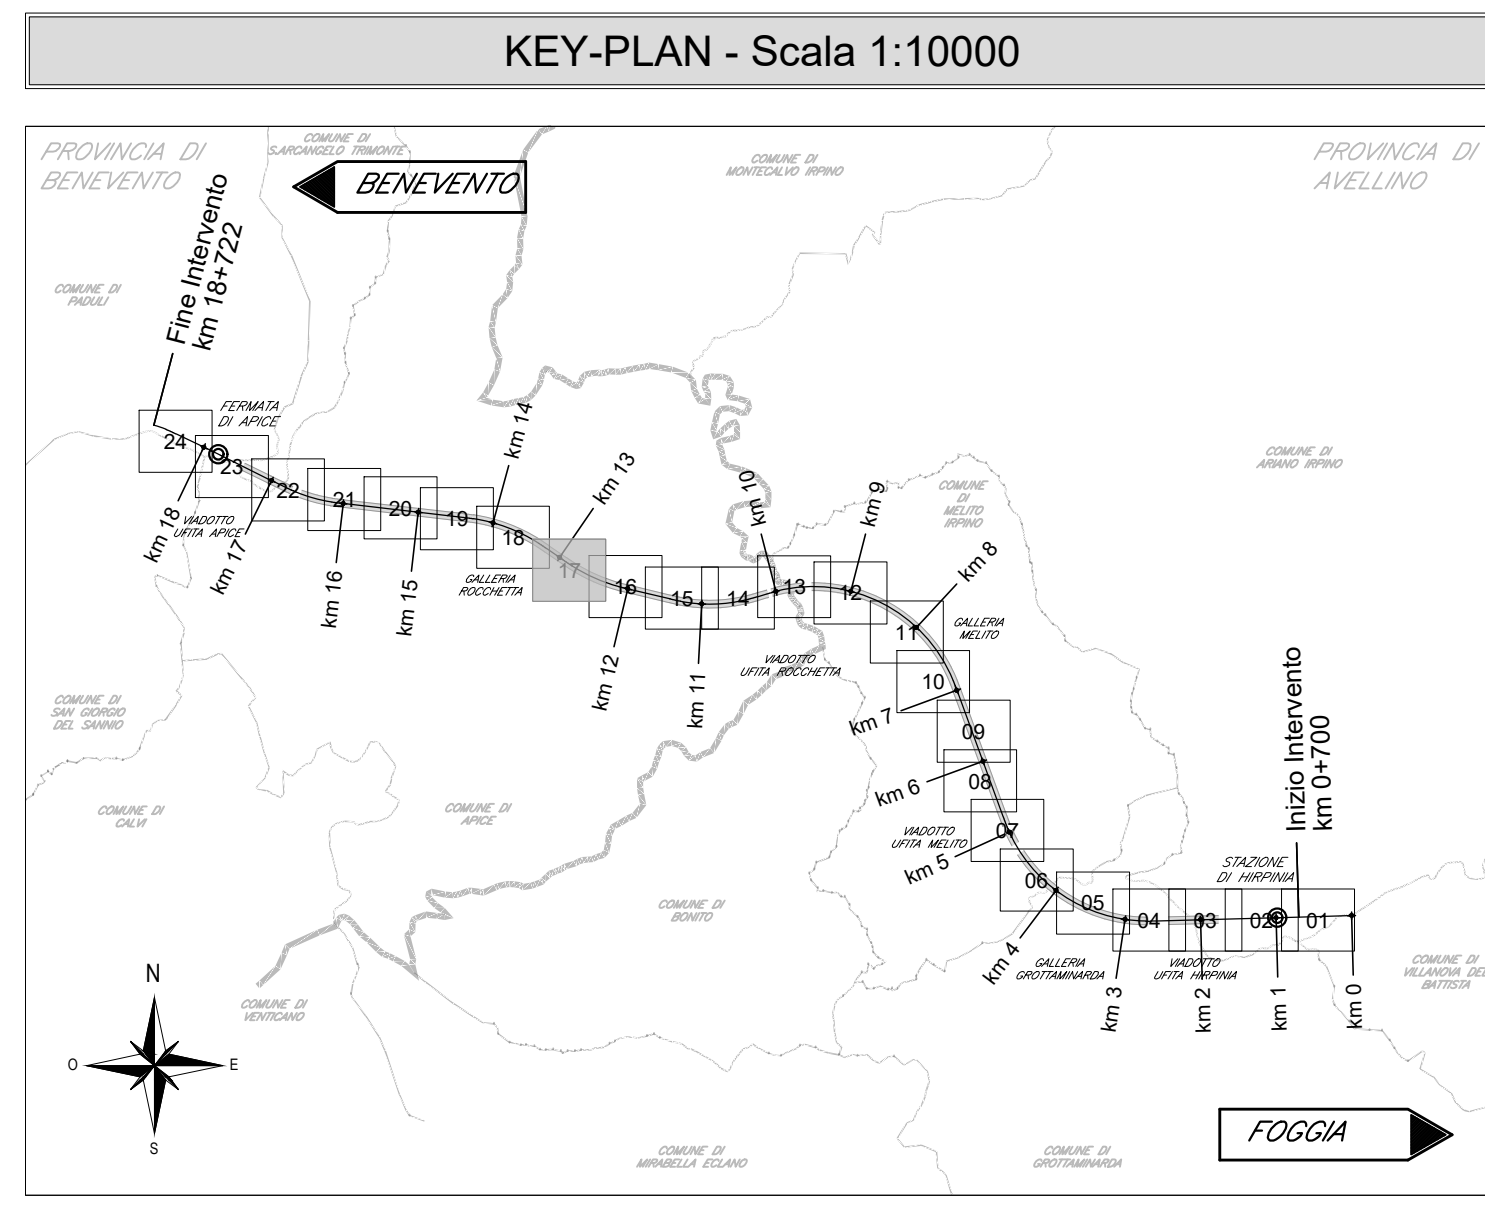 KEY-PLAN - Scala 1:10000
PROVINCIA DI
BENEVENTO
COMUNE DI
S.ARCANGELO TRIMONTE
BENEVENTO
COMUNE DI
MONTECALVO IRPINO
PROVINCIA DI
AVELLINO
Fine Intervento
km 18+722
COMUNE DI
PADULI
FERMATA
DI APICE
24
23
22
21
20
19
18
17
16
15
14
13
12
11
10
09
08
07
06
05
04
03
02
01
km 18
VIADOTTO
UFITA APICE
km 17
km 16
km 15
km 14
km 13
km 12
km 11
km 10
km 9
km 8
km 7
km 6
km 5
km 4
km 3
km 2
km 1
km 0
GALLERIA
ROCCHETTA
COMUNE
DI
MELITO
IRPINO
COMUNE DI
ARIANO IRPINO
GALLERIA
MELITO
VIADOTTO
UFITA ROCCHETTA
Inizio Intervento
km 0+700
COMUNE DI
SAN GIORGIO
DEL SANNIO
COMUNE DI
CALVI
COMUNE DI
APICE
VIADOTTO
UFITA MELITO
STAZIONE
DI HIRPINIA
COMUNE DI
BONITO
GALLERIA
GROTTAMINARDA
VIADOTTO
UFITA HIRPINIA
COMUNE DI
VILLANOVA DEL
BATTISTA
COMUNE DI
VENTICANO
N
O
E
S
FOGGIA
COMUNE DI
MIRABELLA ECLANO
COMUNE DI
GROTTAMINARDA